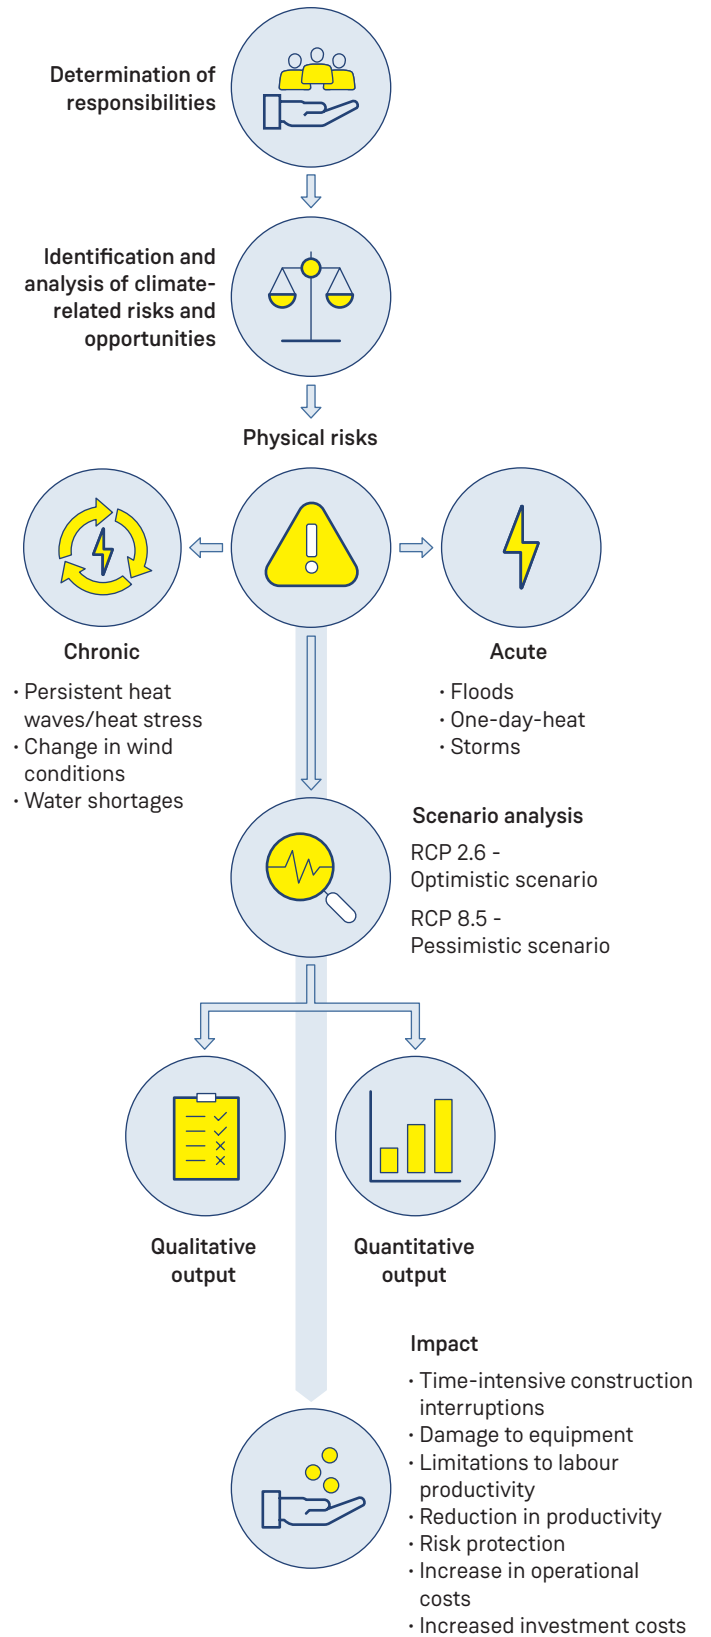 Determination of
responsibilities
Identification and
analysis of climate-
related risks and
opportunities
Physical risks
Chronic
· Persistent heat
waves/heat stress
· Change in wind
conditions
· Water shortages
Acute
· Floods
· One-day-heat
· Storms
Scenario analysis
RCP 2.6 -
Optimistic scenario
RCP 8.5 -
Pessimistic scenario
Qualitative
output
Quantitative
output
Impact
· Time-intensive construction
interruptions
· Damage to equipment
· Limitations to labour
productivity
· Reduction in productivity
· Risk protection
· Increase in operational
costs
· Increased investment costs